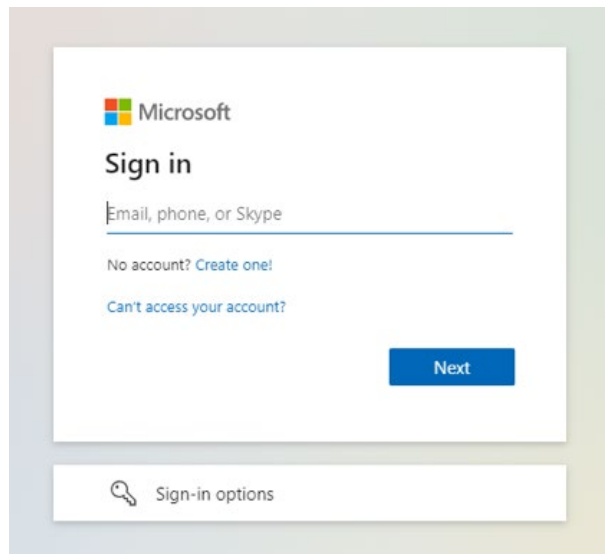 Microsoft
Sign in
Email, phone, or Skype
No account? Create one!
Can't access your account?
Next
Sign-in options